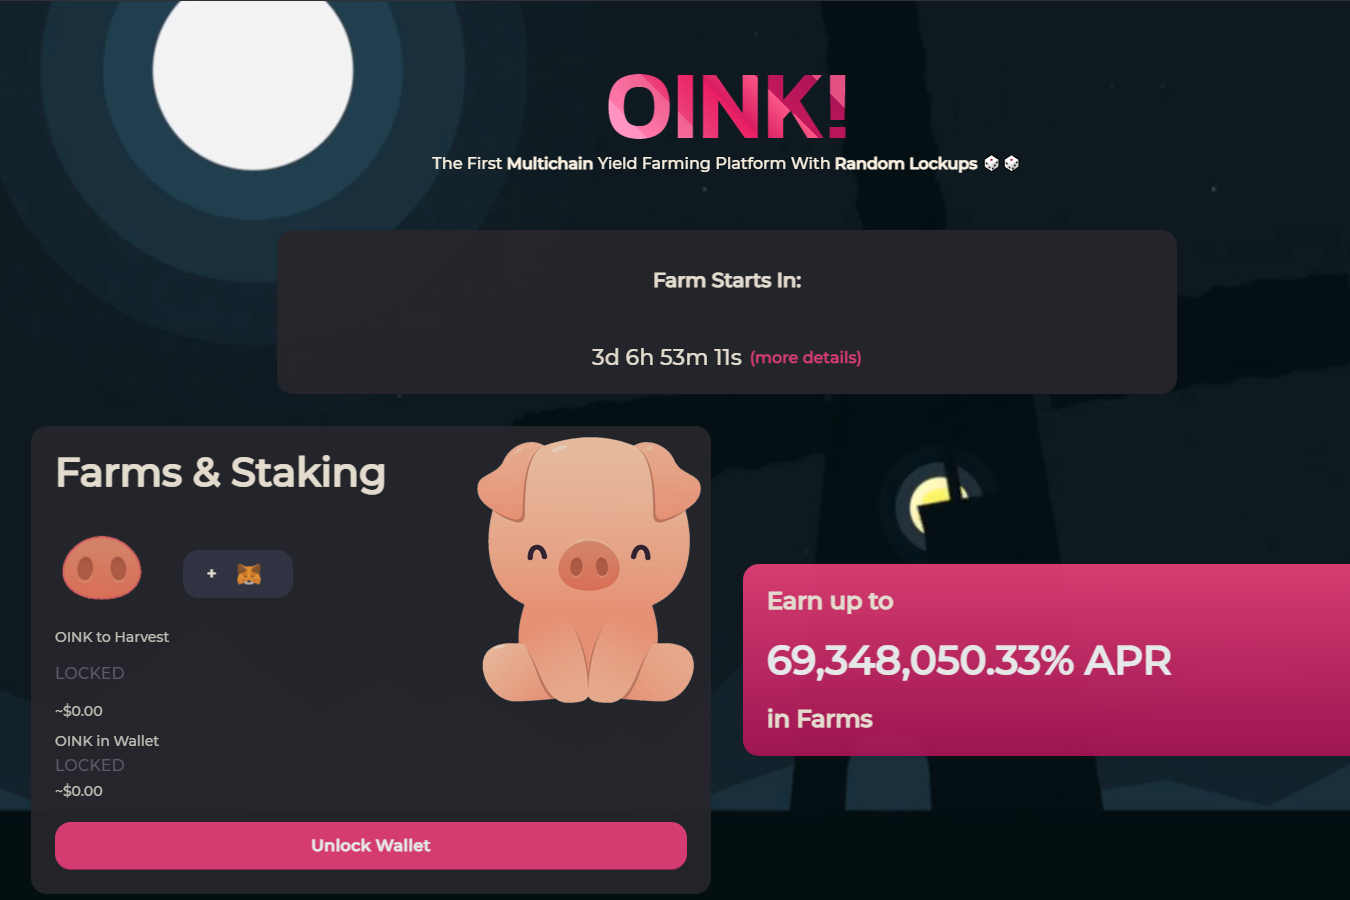 OINK!
The First Multichain Yield Farming Platform With Random Lockups
Farm Starts In:
3d 6h 53m 11s (more details)
Farms & Staking
+
OINK to Harvest
LOCKED
~$0.00
OINK in Wallet
LOCKED
~$0.00
Unlock Wallet
Earn up to
69,348,050.33% APR
in Farms